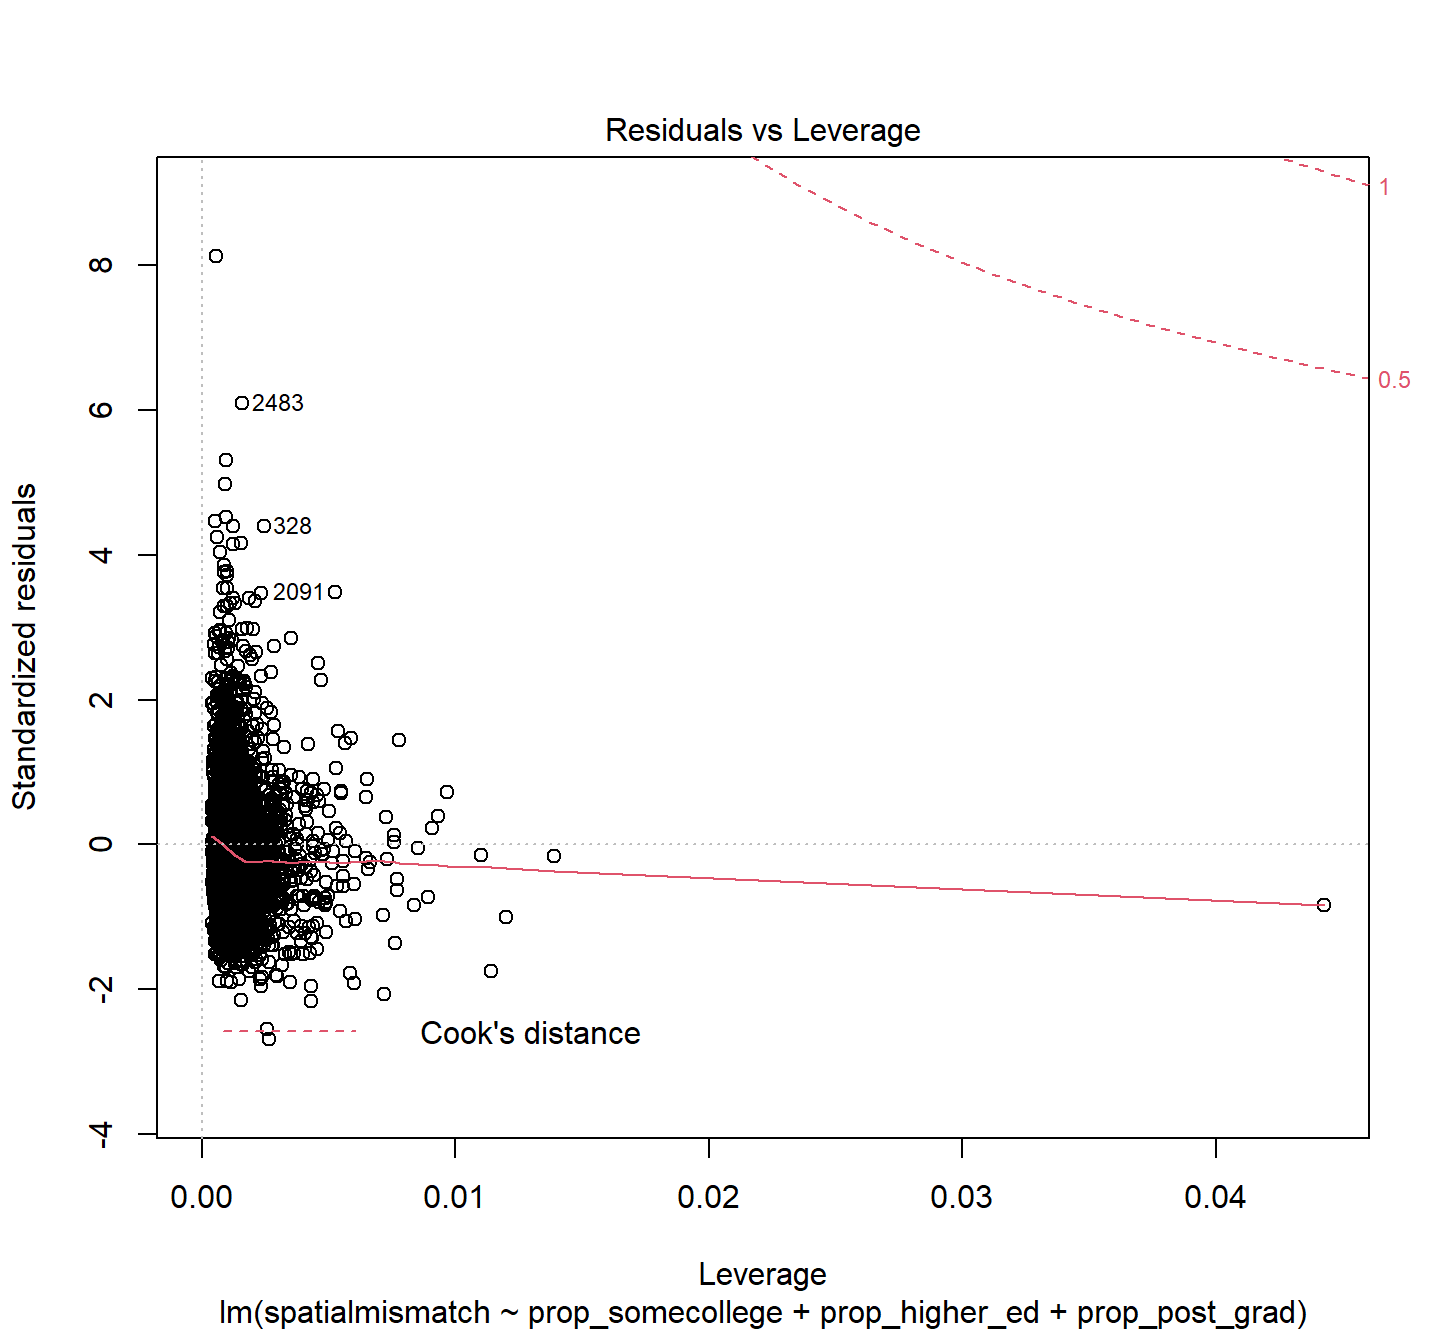 Residuals vs Leverage
1
0.5
8
6
4
2
0
-2
-4
Standardized residuals
2483
328
2091
Cook's distance
0.00 0.01 0.02 0.03 0.04
Leverage
lm(spatialmismatch ~ prop_somecollege + prop_higher_ed + prop_post_grad)